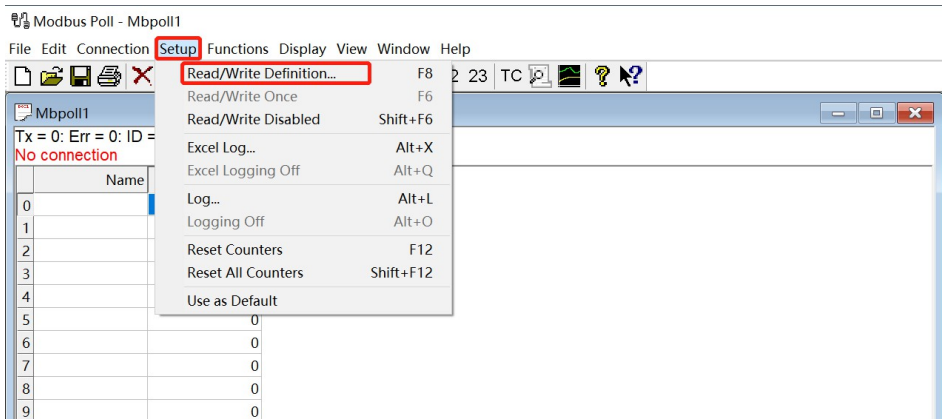 Modbus Poll - Mbpoll1
File Edit Connection Setup Functions Display View Window Help
23 TC
Mbpoll1
Tx = 0: Err = 0: ID =
No connection
Name
Read/Write Definition... F8
Read/Write Once F6
Read/Write Disabled Shift+F6
Excel Log... Alt+X
Excel Logging Off Alt+Q
Log... Alt+L
Logging Off Alt+O
Reset Counters F12
Reset All Counters Shift+F12
Use as Default
0
1
2
3
4
5 0
6 0
7 0
8 0
9 0